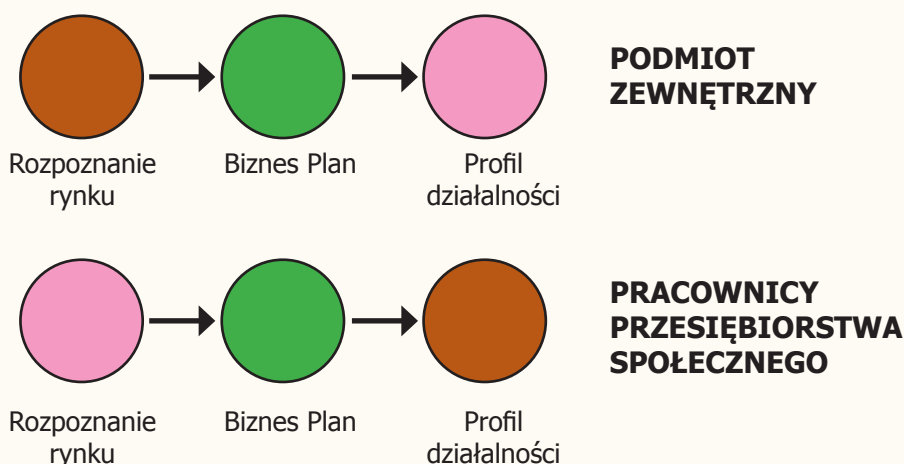 PODMIOT
ZEWNĘTRZNY
Rozpoznanie
rynku
Biznes Plan
Profil
działalności
PRACOWNICY
PRZESIĘBIORSTWA
SPOŁECZNEGO
Rozpoznanie
rynku
Biznes Plan
Profil
działalności